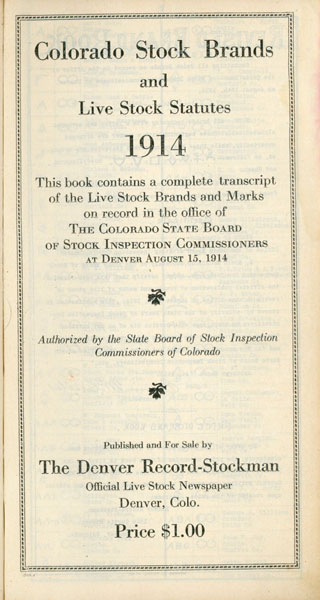 Colorado Stock Brands
and
Live Stock Statutes
1914
This book contains a complete transcript
of the Live Stock Brands and Marks
on record in the office of
THE COLORADO STATE BOARD
OF STOCK INSPECTION COMMISSIONERS
AT DENVER AUGUST 15, 1914
Authorized by the State Board of Stock Inspection
Commissioners of Colorado
Published and For Sale by
The Denver Record-Stockman
Official Live Stock Newspaper
Denver, Colo.
Price $1.00